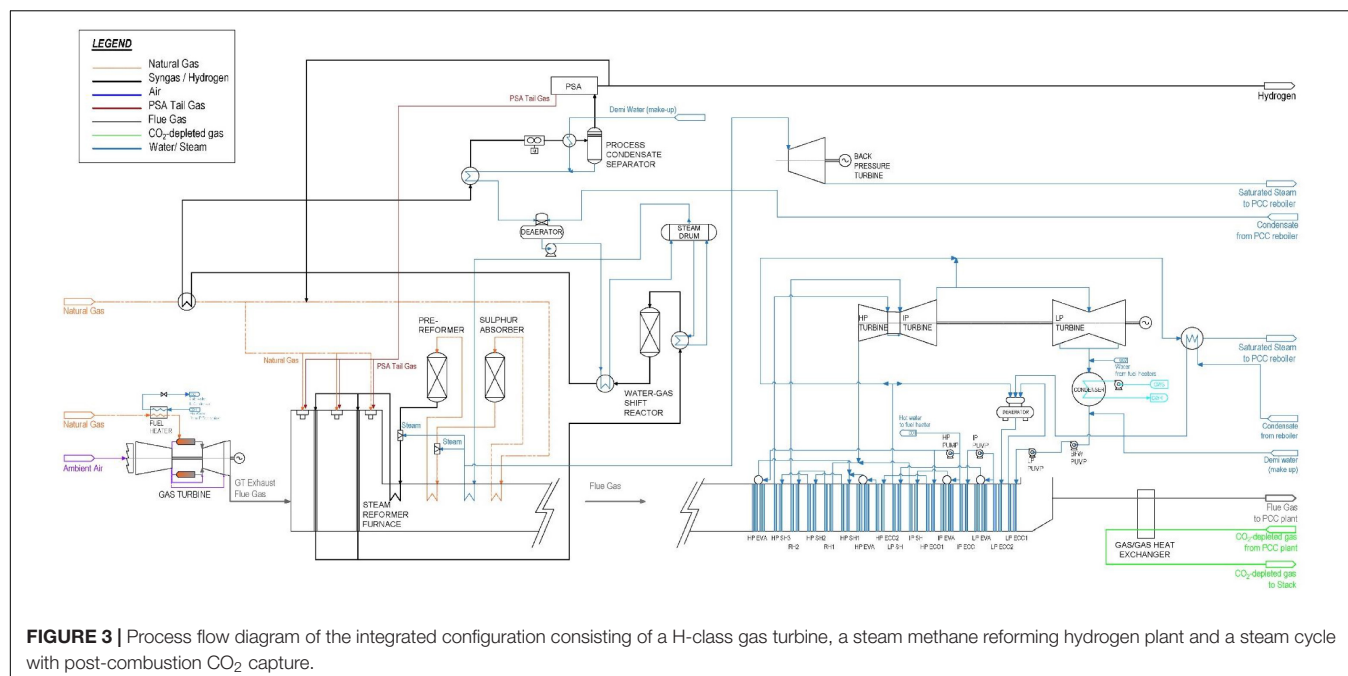 LEGEND
Natural Gas
Syngas / Hydrogen
Air
PSA Tail Gas
Flue Gas
CO2-depleted gas
Water/ Steam
PSA
PSA Tail Gas
Demi Water (make-up)
Hydrogen
PROCESS
CONDENSATE
SEPARATOR
BACK
PRESSURE
TURBINE
Saturated Steam
to PCC reboiler
Condensate
from PCC reboiler
DEAERATOR
STEAM
DRUM
Natural Gas
PRE-
REFORMER
SULPHUR
ABSORBER
Natural Gas
PSA Tail Gas
WATER-GAS
SHIFT
REACTOR
HP
TURBINE
IP
TURBINE
LP
TURBINE
Saturated Steam
to PCC reboiler
Water
from fuel heaters
CONDENSER
DEAERATOR
Hot water
to fuel heater
HP
PUMP
IP
PUMP
LP
PUMP
BFW
PUMP
Condensate
from reboiler
Demi water
(make up)
FUEL
HEATER
Natural Gas
Ambient Air
GAS TURBINE
GT Exhaust
Flue Gas
Steam
Steam
STEAM
REFORMER
FURNACE
Flue Gas
HP EVA
HP SH3
RH2
HP SH2
RH1
HP SH1
HP EVA
HP ECO2
LP SH
IP SH
HP ECO1
IP EVA
IP ECO
LP EVA
LP ECO2
LP ECO1
Flue Gas
to PCC plant
GAS/GAS HEAT
EXCHANGER
CO2-depleted gas
from PCC plant
CO2-depleted gas
to Stack
FIGURE 3 | Process flow diagram of the integrated configuration consisting of a H-class gas turbine, a steam methane reforming hydrogen plant and a steam cycle
with post-combustion CO2 capture.